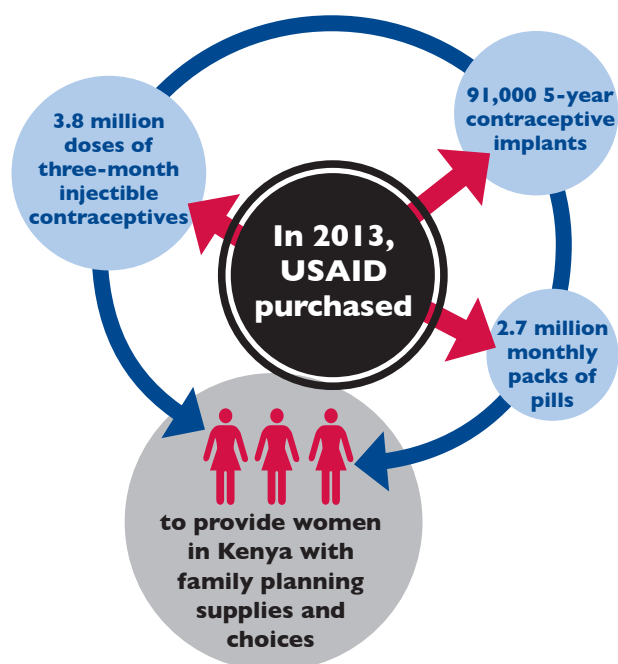 In 2013,
USAID
purchased
3.8 million
doses of
three-month
injectible
contraceptives
91,000 5-year
contraceptive
implants
2.7 million
monthly
packs of
pills
to provide women
in Kenya with
family planning
supplies and
choices